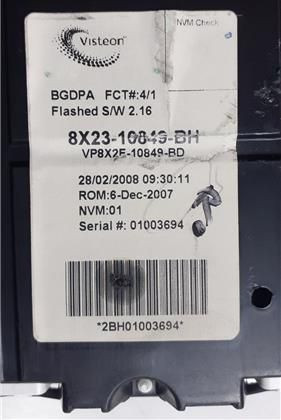 Visteon
NVM Check
BGDPA FCT#:4/1
Flashed S/W 2.16
8X23-10849-BH
VP8X2F-10849-BD
28/02/2008 09:30:11
ROM:6-Dec-2007
NVM:01
Serial #: 01003694
*2BH01003694*